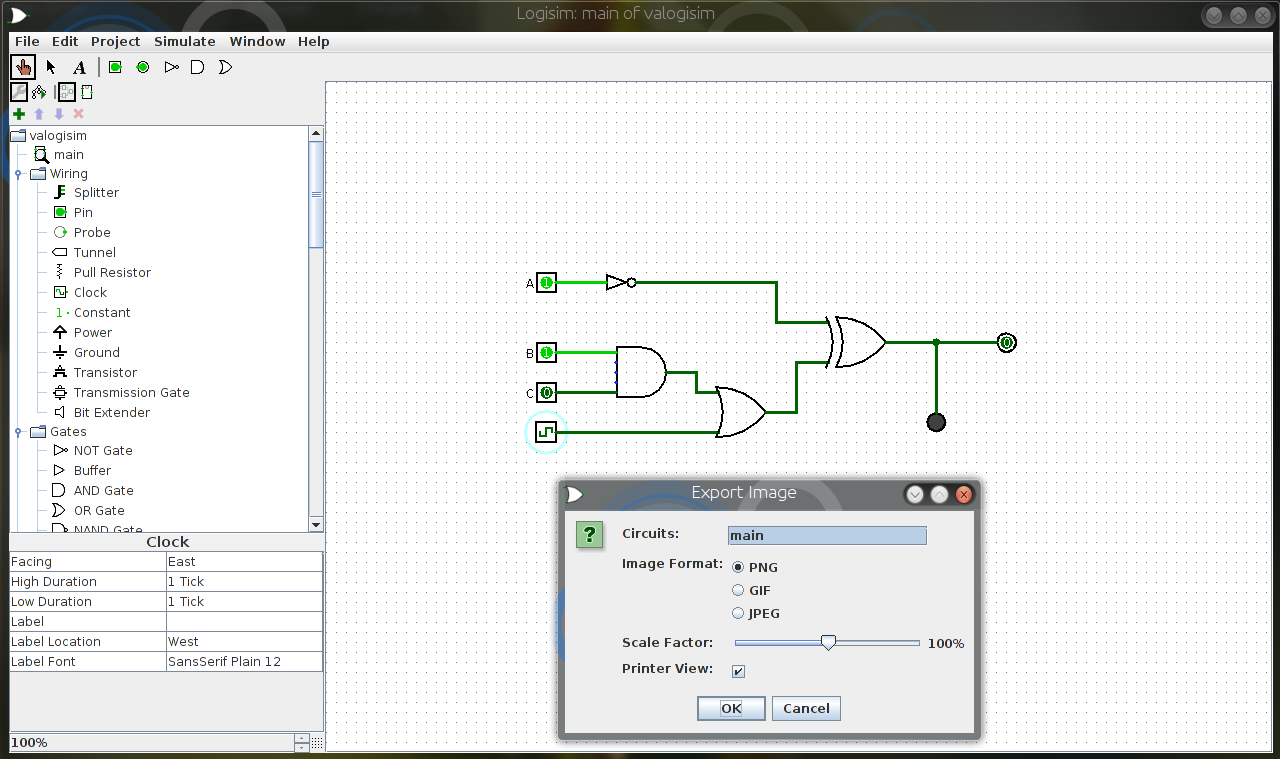 Logisim: main of valogisim
File Edit Project Simulate Window Help
A
valogisim
main
Wiring
Splitter
Pin
Probe
Tunnel
Pull Resistor
Clock
1 Constant
Power
Ground
Transistor
Transmission Gate
Bit Extender
Gates
NOT Gate
Buffer
AND Gate
OR Gate
NAND Gate
Clock
Facing East
High Duration 1 Tick
Low Duration 1 Tick
Label
Label Location West
Label Font SansSerif Plain 12
100%
A 1
B 1
C 0
0
Export Image
?
Circuits: main
Image Format: PNG
GIF
JPEG
Scale Factor: 100%
Printer View:
OK Cancel